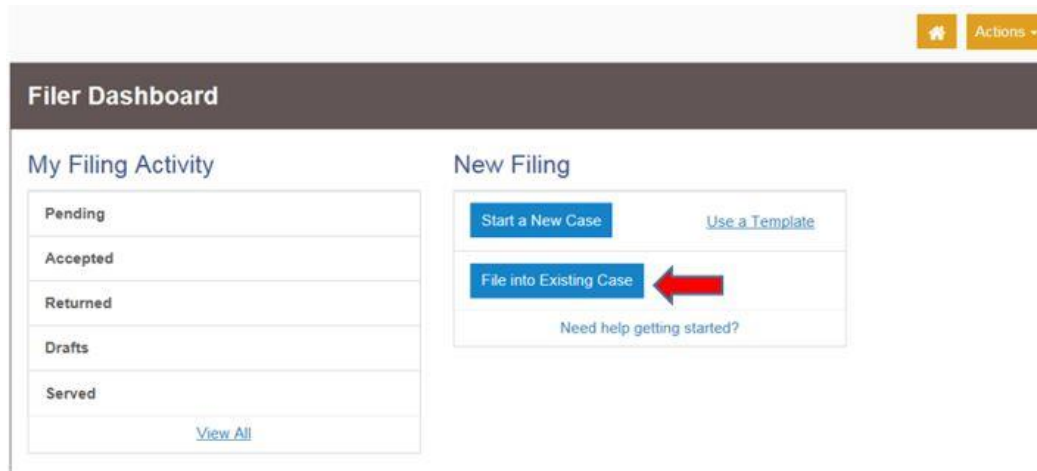 Actions
Filer Dashboard
My Filing Activity
Pending
Accepted
Returned
Drafts
Served
View All
New Filing
Start a New Case
Use a Template
File into Existing Case
Need help getting started?